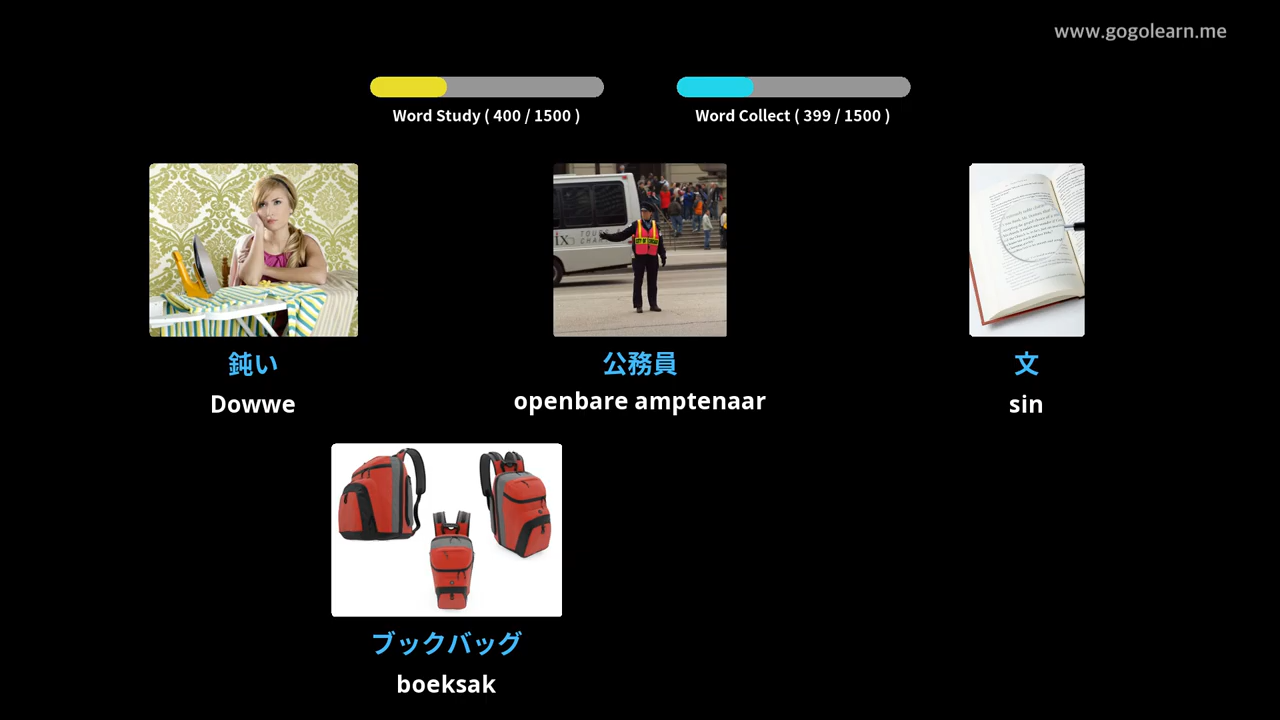 www.gogolearn.me
Word Study ( 400 / 1500 )
Word Collect ( 399 / 1500 )
鈍い
Dowwe
公務員
openbare amptenaar
文
sin
ブックバッグ
boeksak